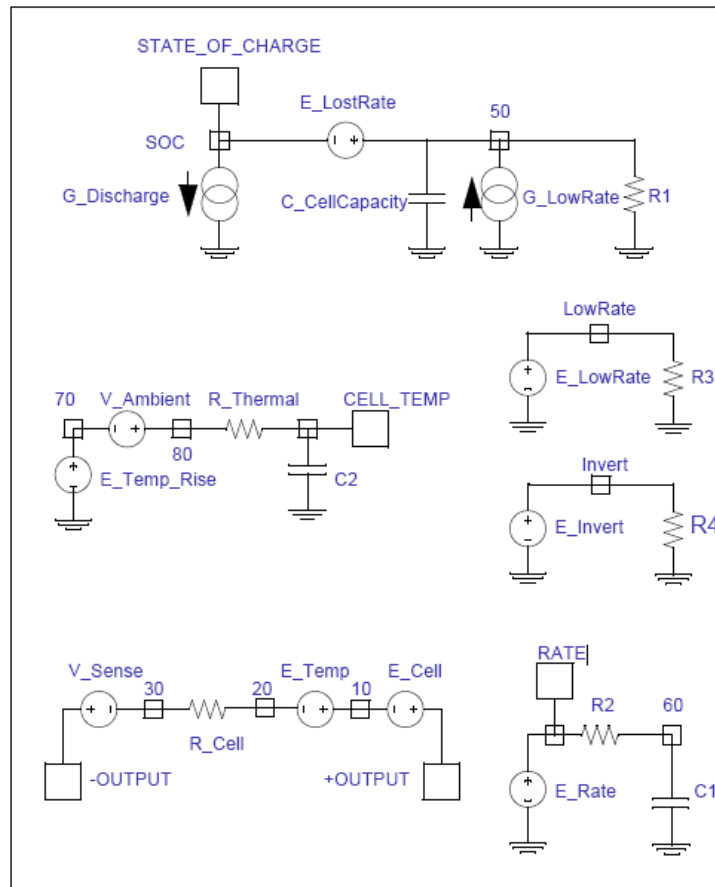 STATE_OF_CHARGE
E_LostRate
50
SOC
G_Discharge
C_CellCapacity
G_LowRate
R1
LowRate
E_LowRate
R3
70
V_Ambient
R_Thermal
CELL_TEMP
80
E_Temp_Rise
C2
Invert
E_Invert
R4
V_Sense
30
20
E_Temp
10
E_Cell
R_Cell
-OUTPUT
+OUTPUT
RATE
R2
60
E_Rate
C1